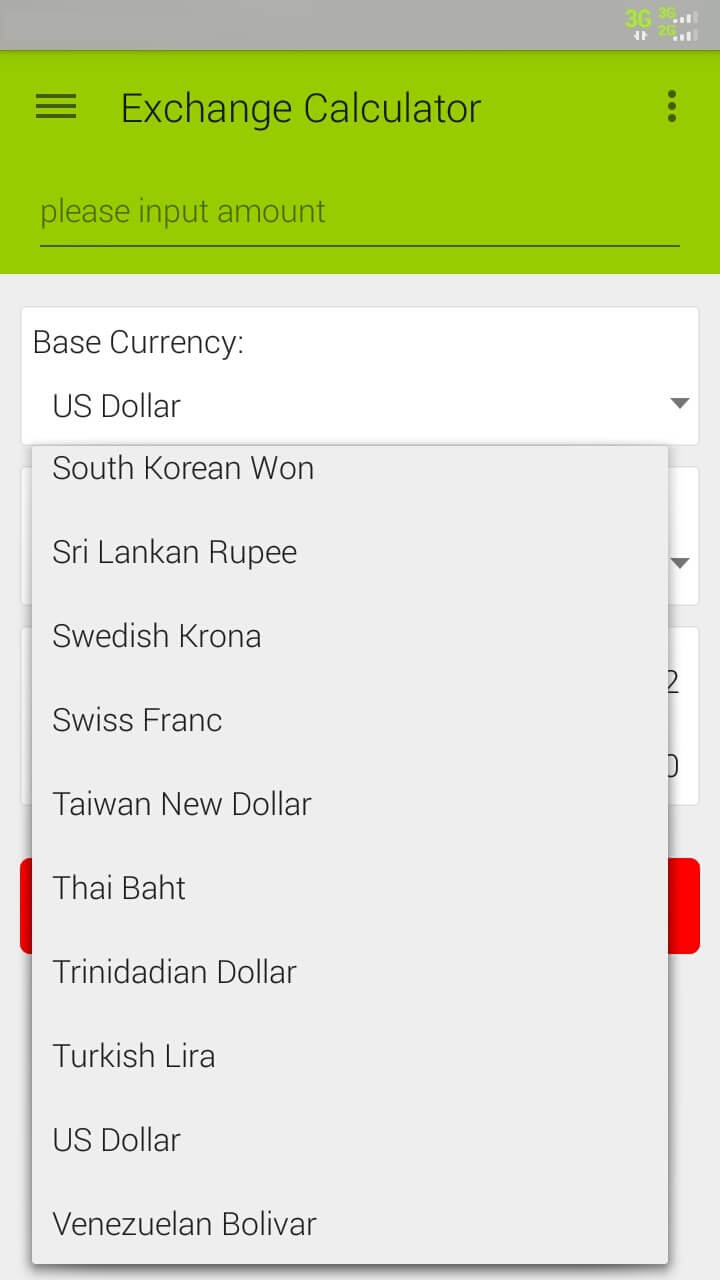 3G 3G
2G
Exchange Calculator
please input amount
Base Currency:
US Dollar
South Korean Won
Sri Lankan Rupee
Swedish Krona
2
Swiss Franc
0
Taiwan New Dollar
Thai Baht
Trinidadian Dollar
Turkish Lira
US Dollar
Venezuelan Bolivar